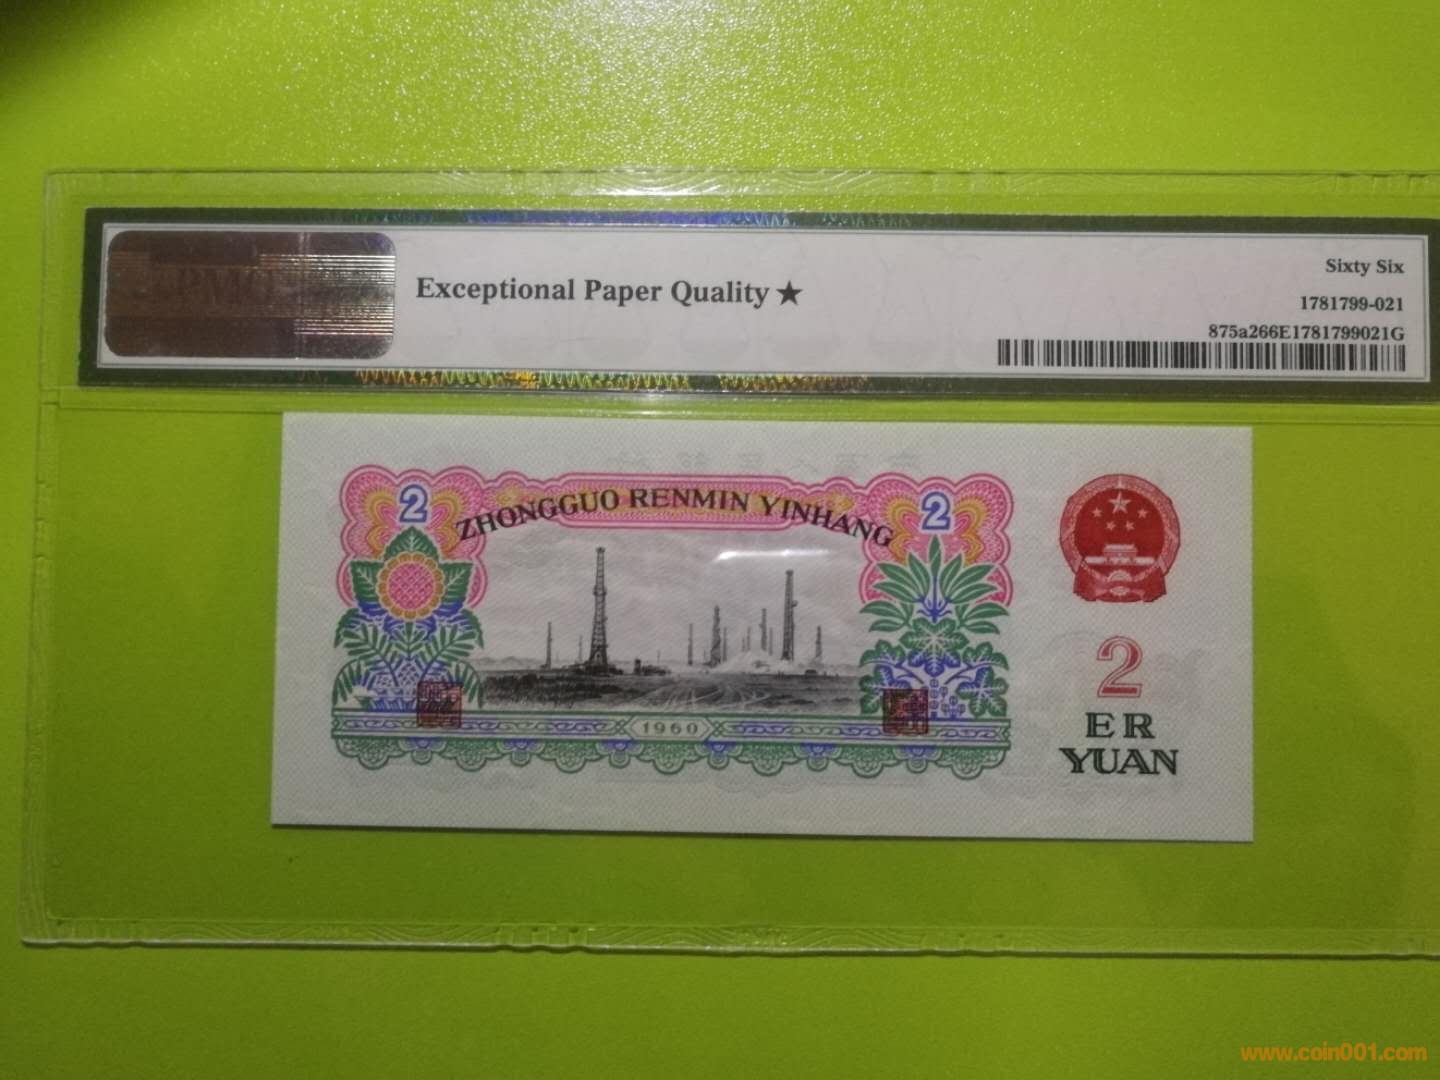 PMG
Exceptional Paper Quality ★
Sixty Six
1781799-021
875a266E1781799021G
2
ZHONGGUO RENMIN YINHANG
2
1960
2
ER
YUAN
www.coin001.com